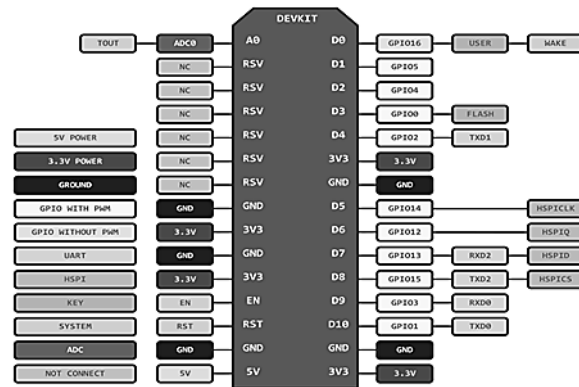 DEVKIT
TOUT ADC0 A0 D0 GPIO16 USER WAKE
NC RSV D1 GPIO5
NC RSV D2 GPIO4
NC RSV D3 GPIO0 FLASH
5V POWER NC RSV D4 GPIO2 TXD1
3.3V POWER NC RSV 3V3 3.3V
GROUND NC RSV GND GND
GPIO WITH PWM GND GND D5 GPIO14 HSPICLK
GPIO WITHOUT PWM 3.3V 3V3 D6 GPIO12 HSPIQ
UART GND GND D7 GPIO13 RXD2 HSPID
HSPI 3.3V 3V3 D8 GPIO15 TXD2 HSPICS
KEY EN EN D9 GPIO3 RXD0
SYSTEM RST RST D10 GPIO1 TXD0
ADC GND GND GND GND
NOT CONNECT 5V 5V 3V3 3.3V